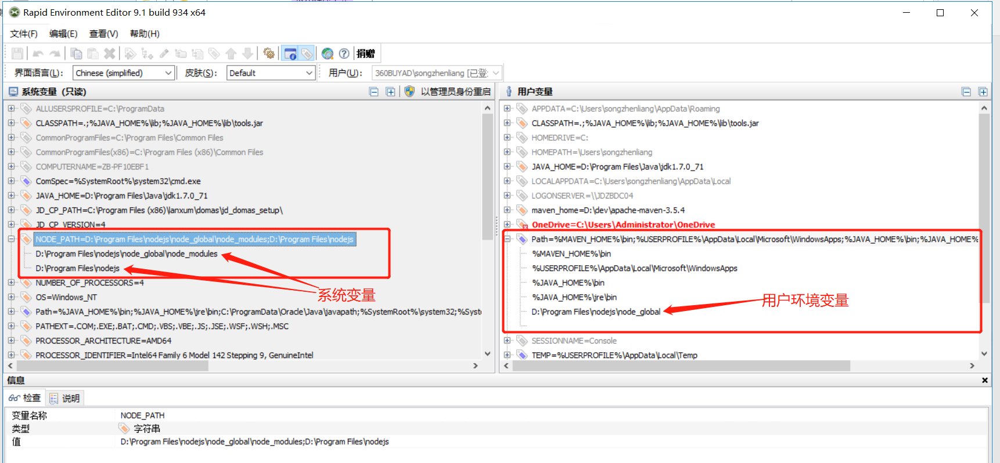 Rapid Environment Editor 9.1 build 934 x64
文件(F) 编辑(E) 查看(V) 帮助(H)
捐赠
界面语言(L): Chinese (simplified) 皮肤(S): Default 用户(U): 360BUYAD\songzhenliang [已登:
系统变量 (只读) 以管理员身份重启
ALLUSERSPROFILE=C:\ProgramData
CLASSPATH=.;%JAVA_HOME%\lib;%JAVA_HOME%\lib\tools.jar
CommonProgramFiles=C:\Program Files\Common Files
CommonProgramFiles(x86)=C:\Program Files (x86)\Common Files
COMPUTERNAME=ZB-PF10EBF1
ComSpec=%SystemRoot%\system32\cmd.exe
JAVA_HOME=D:\Program Files\Java\jdk1.7.0_71
JD_CP_PATH=C:\Program Files (x86)\lanxum\domas\jd_domas_setup\
JD_CP_VERSION=4
NODE_PATH=D:\Program Files\nodejs\node_global\node_modules;D:\Program Files\nodejs
D:\Program Files\nodejs\node_global\node_modules
D:\Program Files\nodejs
NUMBER_OF_PROCESSORS=4
系统变量
OS=Windows_NT
Path=%JAVA_HOME%\bin;%JAVA_HOME%\jre\bin;C:\ProgramData\Oracle\Java\javapath;%SystemRoot%\system32;%Syst
PATHEXT=.COM;.EXE;.BAT;.CMD;.VBS;.VBE;.JS;.JSE;.WSF;.WSH;.MSC
PROCESSOR_ARCHITECTURE=AMD64
PROCESSOR_IDENTIFIER=Intel64 Family 6 Model 142 Stepping 9, GenuineIntel
用户变量
APPDATA=C:\Users\songzhenliang\AppData\Roaming
CLASSPATH=.;%JAVA_HOME%\lib;%JAVA_HOME%\lib\tools.jar
HOMEDRIVE=C:
HOMEPATH=\Users\songzhenliang
JAVA_HOME=D:\Program Files\Java\jdk1.7.0_71
LOCALAPPDATA=C:\Users\songzhenliang\AppData\Local
LOGONSERVER=\\JDZBDC04
maven_home=D:\dev\apache-maven-3.5.4
OneDrive=C:\Users\Administrator\OneDrive
Path=%MAVEN_HOME%\bin;%USERPROFILE%\AppData\Local\Microsoft\WindowsApps;%JAVA_HOME%\bin;%JAVA_HOME%
%MAVEN_HOME%\bin
%USERPROFILE%\AppData\Local\Microsoft\WindowsApps
%JAVA_HOME%\bin
%JAVA_HOME%\jre\bin
用户环境变量
D:\Program Files\nodejs\node_global
SESSIONNAME=Console
TEMP=%USERPROFILE%\AppData\Local\Temp
信息
检查 说明
变量名称 NODE_PATH
类型 字符串
值 D:\Program Files\nodejs\node_global\node_modules;D:\Program Files\nodejs